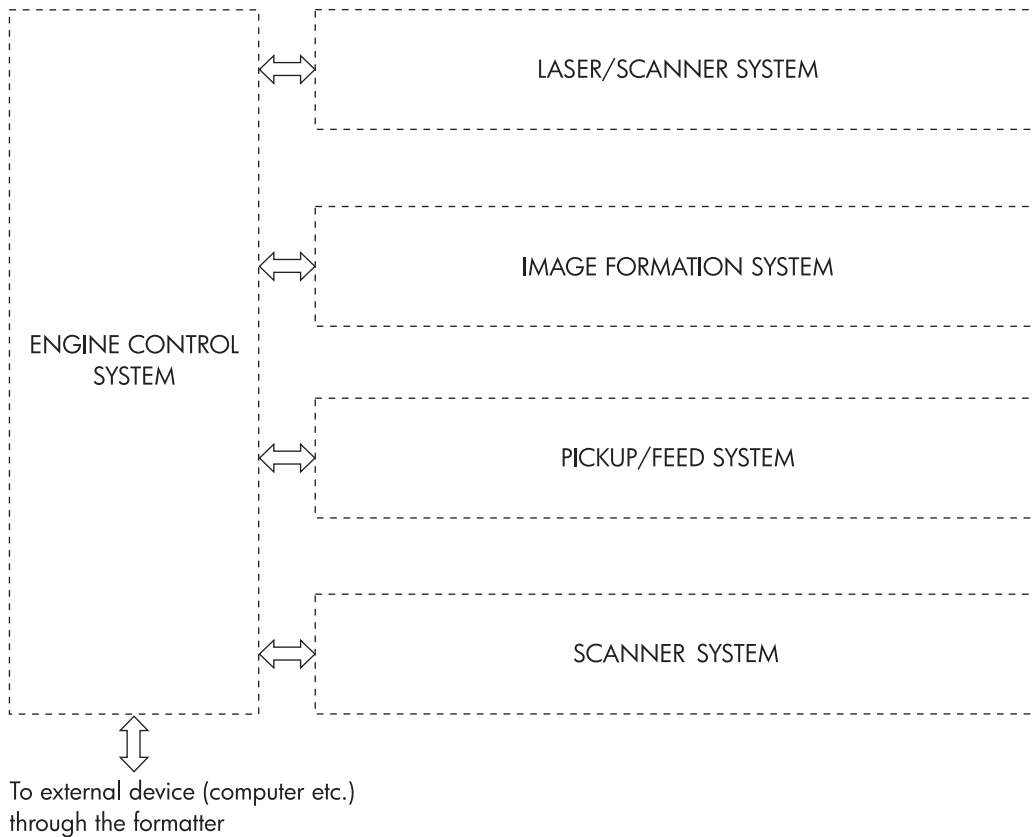 LASER/SCANNER SYSTEM
IMAGE FORMATION SYSTEM
ENGINE CONTROL
SYSTEM
PICKUP/FEED SYSTEM
SCANNER SYSTEM
To external device (computer etc.)
through the formatter